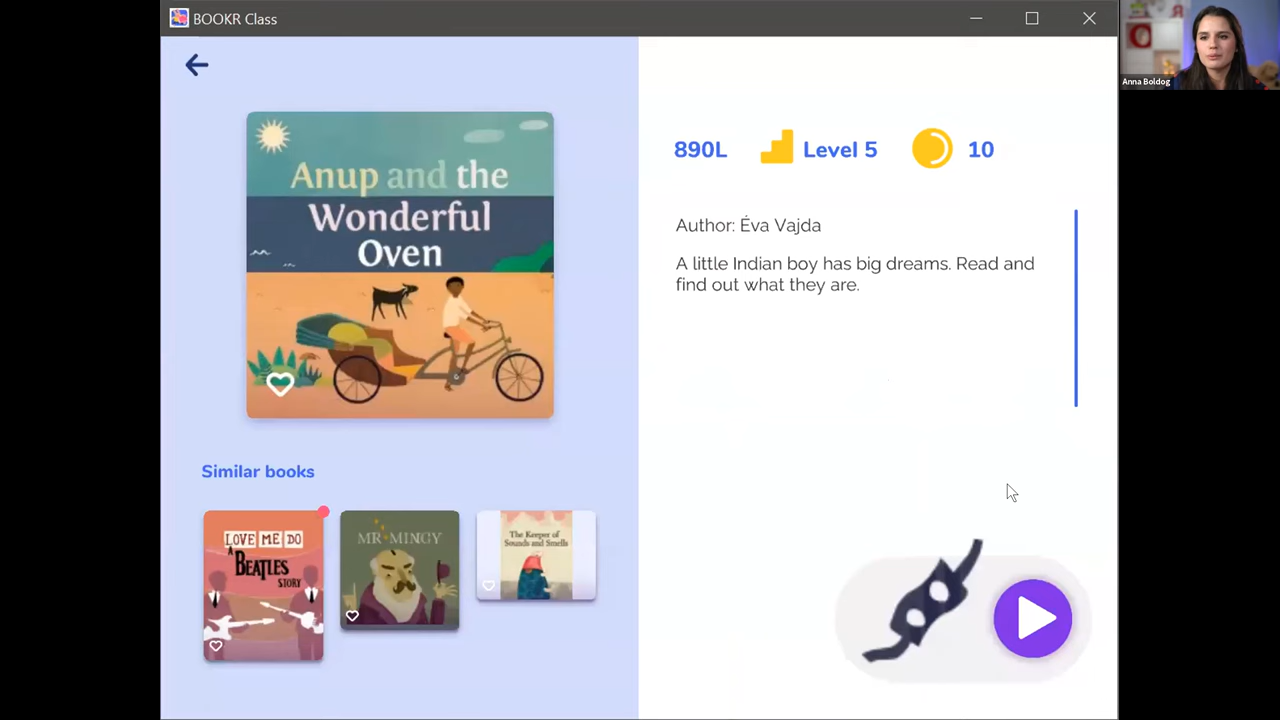 BOOKR Class
Anna Boldog
Anup and the
Wonderful
Oven
890L
Level 5
10
Author: Éva Vajda
A little Indian boy has big dreams. Read and
find out what they are.
Similar books
LOVE ME DO
A
BEATLES
STORY
MR MINGY
The Keeper of
Sounds and Smells